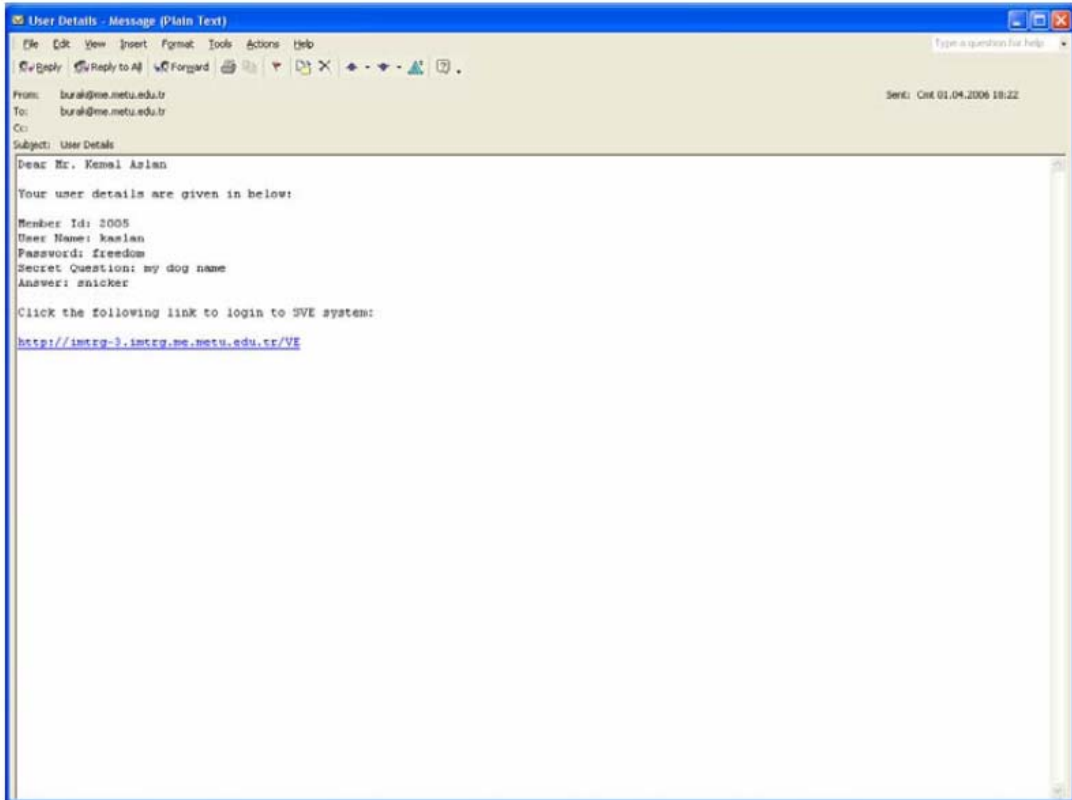 User Details - Message (Plain Text)
File Edit View Insert Format Tools Actions Help
Type a question for help
Reply Reply to All Forward
From: burak@me.metu.edu.tr
Sent: Cmt 01.04.2006 18:22
To: burak@me.metu.edu.tr
Cc:
Subject: User Details
Dear Mr. Kemal Aslan
Your user details are given in below:
Member Id: 2005
User Name: kaslan
Password: freedom
Secret Question: my dog name
Answer: snicker
Click the following link to login to SVE system:
http://imtrg-3.imtrg.me.metu.edu.tr/VE